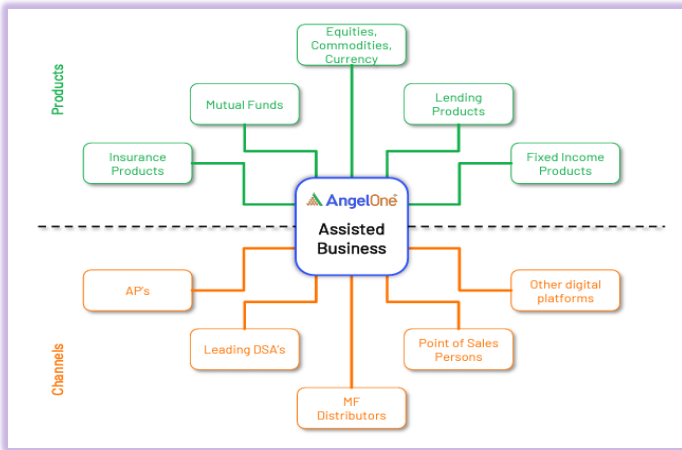 Products
Equities,
Commodities,
Currency
Mutual Funds
Lending
Products
Insurance
Products
Fixed Income
Products
AngelOne™
Assisted
Business
Channels
AP's
Other digital
platforms
Leading DSA's
Point of Sales
Persons
MF
Distributors